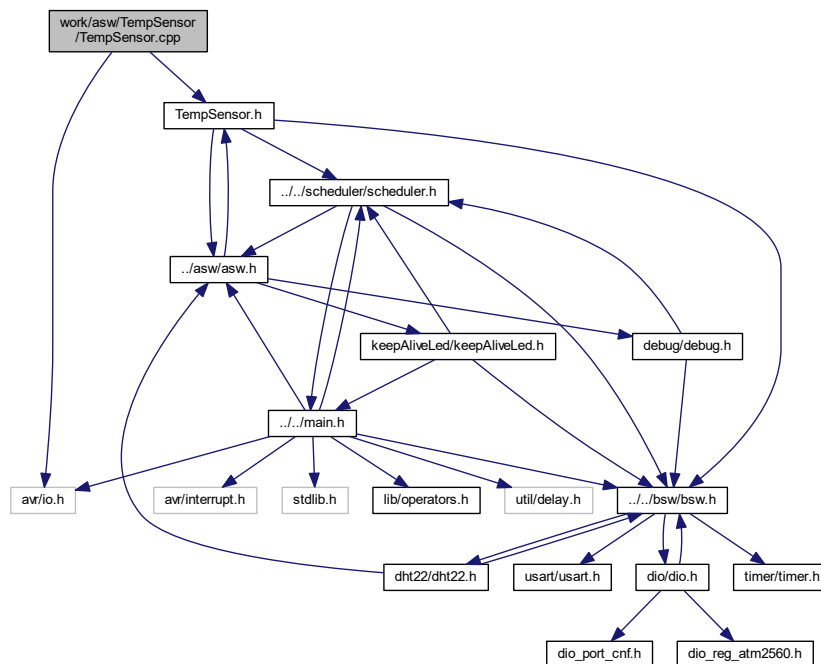 work/asw/TempSensor
/TempSensor.cpp
TempSensor.h
../../scheduler/scheduler.h
../asw/asw.h
keepAliveLed/keepAliveLed.h
debug/debug.h
../../main.h
avr/io.h
avr/interrupt.h
stdlib.h
lib/operators.h
util/delay.h
../../bsw/bsw.h
dht22/dht22.h
usart/usart.h
dio/dio.h
timer/timer.h
dio_port_cnf.h
dio_reg_atm2560.h